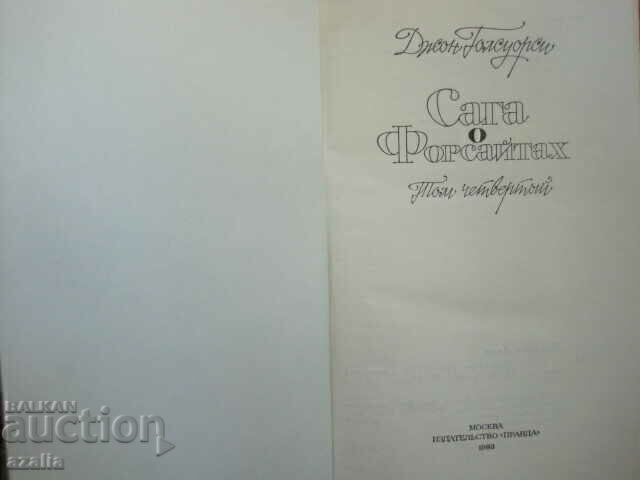 Джон Голсуорси
Сага
о
Форсайтах
Том четвертый
МОСКВА
ИЗДАТЕЛЬСТВО «ПРАВДА»
1983
BALKAN
auction
azalia